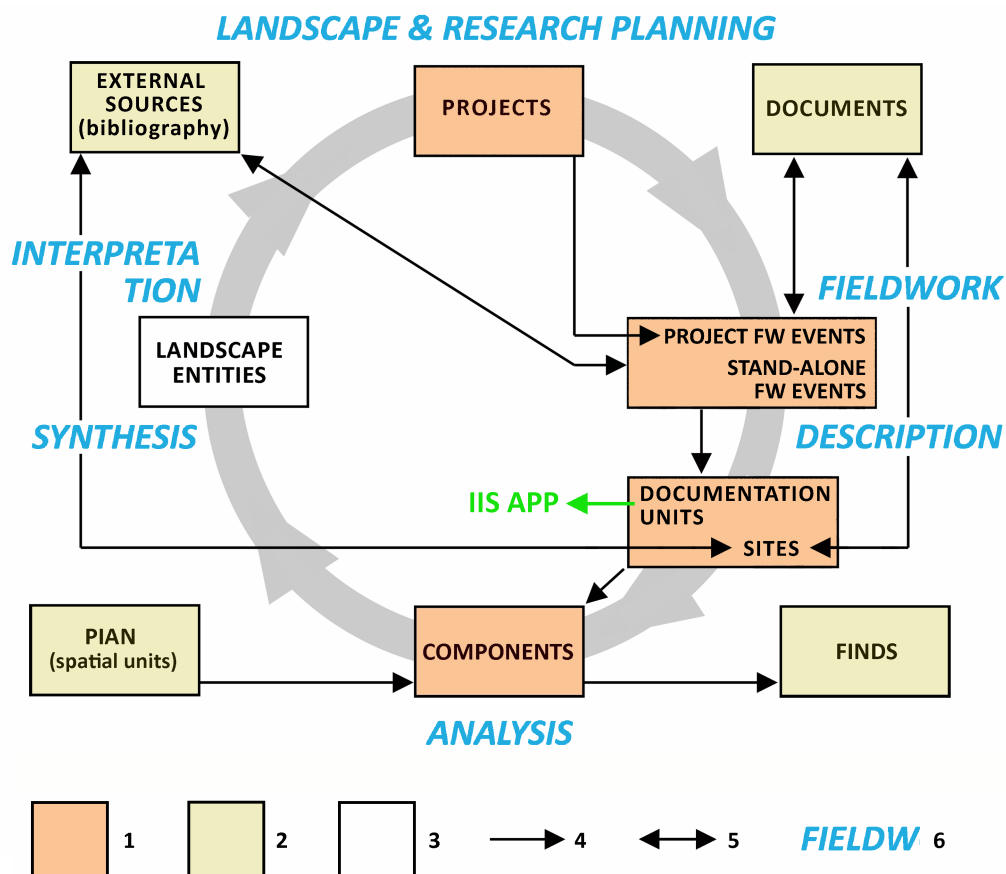 LANDSCAPE & RESEARCH PLANNING
EXTERNAL
SOURCES
(bibliography)
PROJECTS
DOCUMENTS
INTERPRETA
TION
FIELDWORK
LANDSCAPE
ENTITIES
PROJECT FW EVENTS
STAND-ALONE
FW EVENTS
SYNTHESIS
DESCRIPTION
IIS APP
DOCUMENTATION
UNITS
SITES
PIAN
(spatial units)
COMPONENTS
FINDS
ANALYSIS
1 2 3 4 5 FIELDW 6